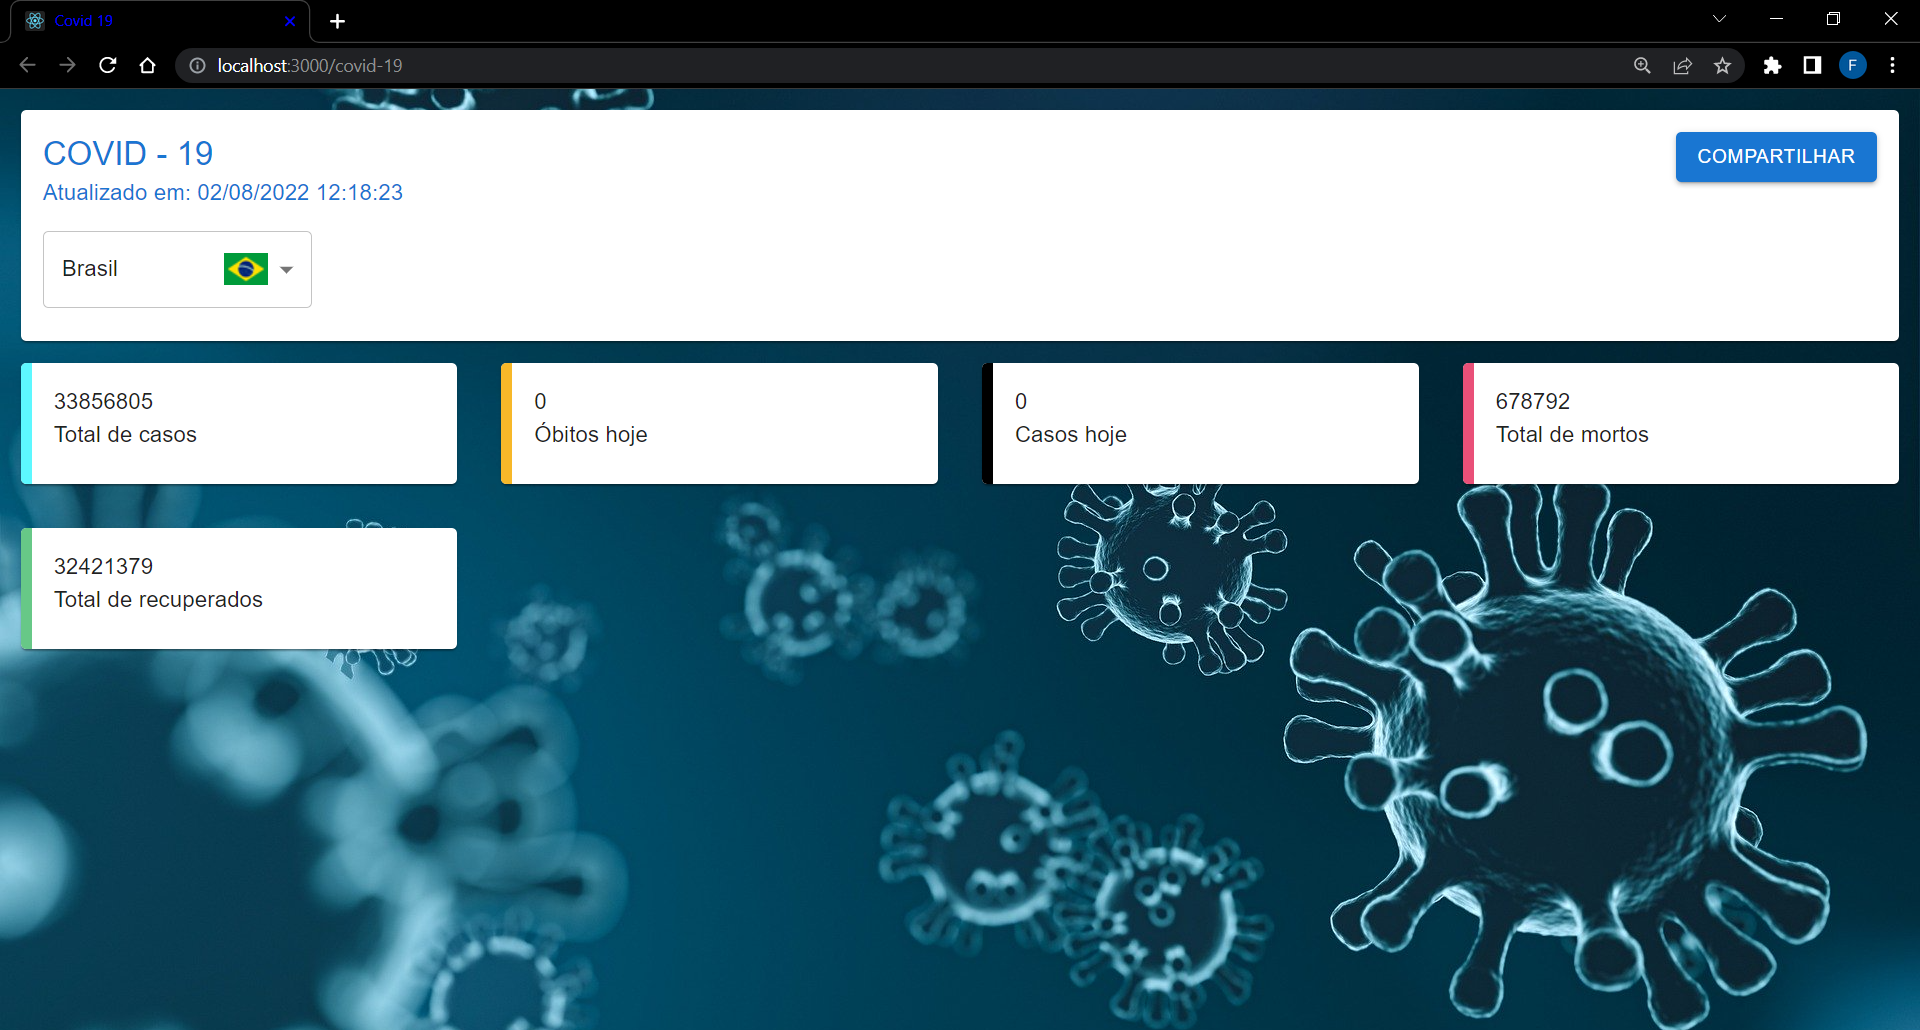 Covid 19
localhost:3000/covid-19
F
COVID - 19
COMPARTILHAR
Atualizado em: 02/08/2022 12:18:23
Brasil
33856805
Total de casos
0
Óbitos hoje
0
Casos hoje
678792
Total de mortos
32421379
Total de recuperados